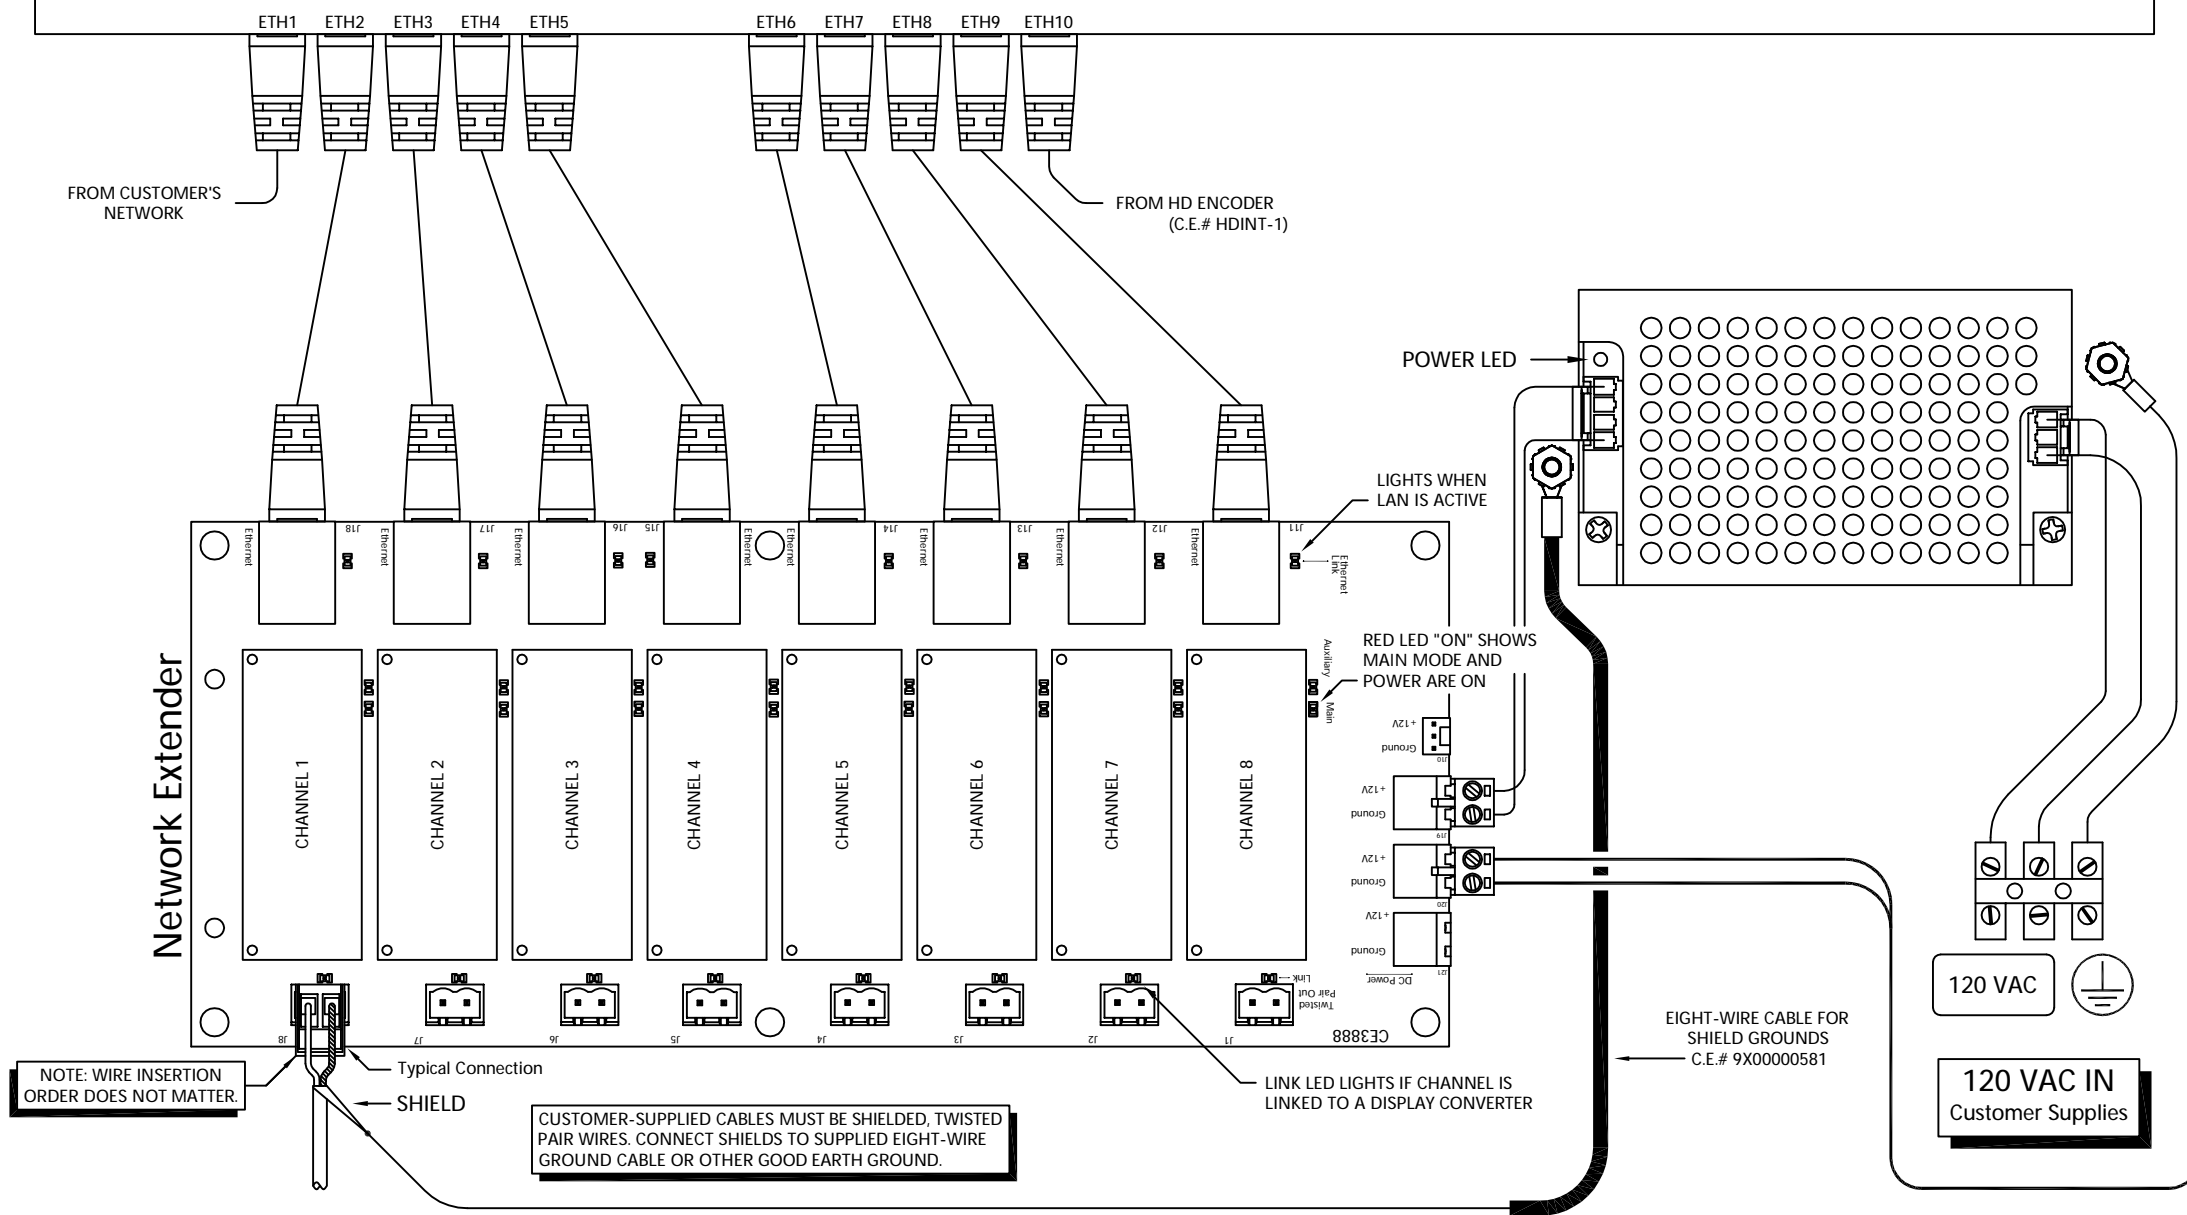 ETH1 ETH2 ETH3 ETH4 ETH5 ETH6 ETH7 ETH8 ETH9 ETH10
FROM CUSTOMER'S
NETWORK
FROM HD ENCODER
(C.E.# HDINT-1)
POWER LED
LIGHTS WHEN
LAN IS ACTIVE
Ethernet J18 Ethernet J17 Ethernet J16 J15 Ethernet Ethernet J14 Ethernet J13 Ethernet J12 Ethernet J11
Ethernet
Link
RED LED "ON" SHOWS
MAIN MODE AND
POWER ARE ON
Auxiliary
Main
Network Extender
CHANNEL 1
CHANNEL 2
CHANNEL 3
CHANNEL 4
CHANNEL 5
CHANNEL 6
CHANNEL 7
CHANNEL 8
+12V
Ground
J10
+12V
Ground
J19
+12V
Ground
J20
+12V
Ground
J21
DC Power
Link
Twisted
Pair Out
CE3888
J8 J7 J6 J5 J4 J3 J2 J1
120 VAC
EIGHT-WIRE CABLE FOR
SHIELD GROUNDS
C.E.# 9X00000581
120 VAC IN
Customer Supplies
NOTE: WIRE INSERTION
ORDER DOES NOT MATTER.
Typical Connection
SHIELD
LINK LED LIGHTS IF CHANNEL IS
LINKED TO A DISPLAY CONVERTER
CUSTOMER-SUPPLIED CABLES MUST BE SHIELDED, TWISTED
PAIR WIRES. CONNECT SHIELDS TO SUPPLIED EIGHT-WIRE
GROUND CABLE OR OTHER GOOD EARTH GROUND.